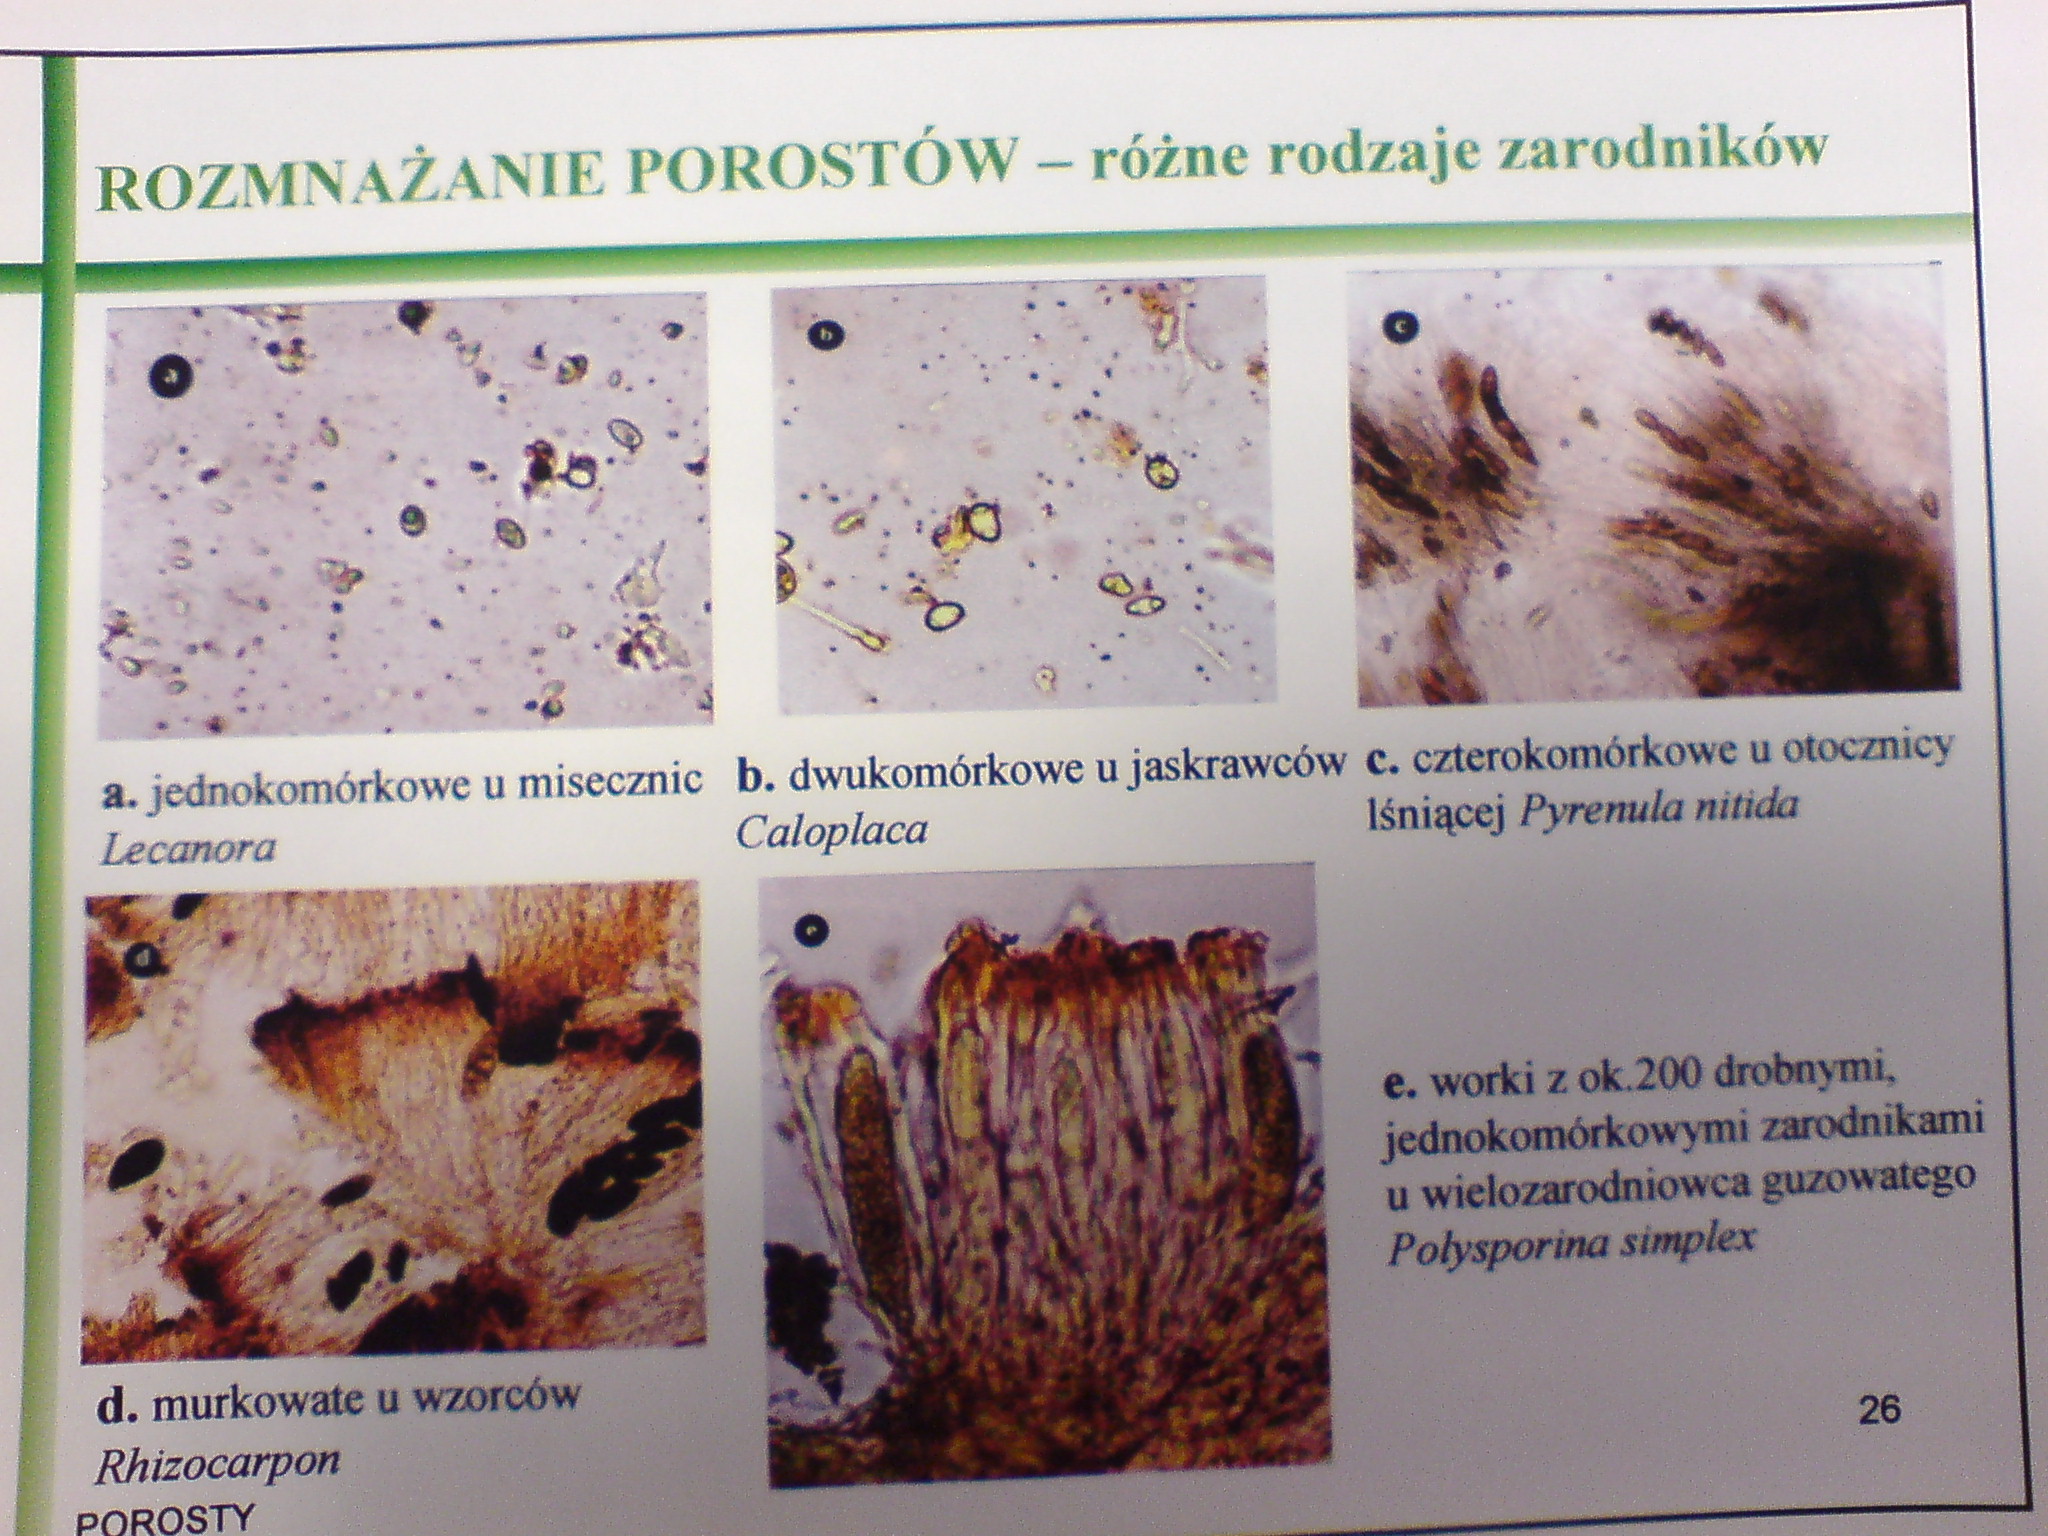 ROZMNAŻANIE POROSTÓW – różne rodzaje zarodników
a
b
c
a. jednokomórkowe u misecznic
Lecanora
b. dwukomórkowe u jaskrawców
Caloplaca
c. czterokomórkowe u otocznicy
lśniącej Pyrenula nitida
d
e
d. murkowate u wzorców
Rhizocarpon
e. worki z ok.200 drobnymi,
jednokomórkowymi zarodnikami
u wielozarodniowca guzowatego
Polysporina simplex
26
POROSTY